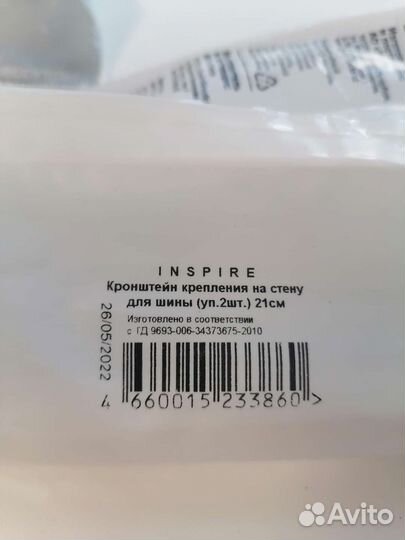 INSPIRE
Кронштейн крепления на стену
для шины (уп.2шт.) 21см
Изготовлено в соответствии
с ТД 9693-006-34373675-2010
26/05/2022
4 660015 233860 >
Avito